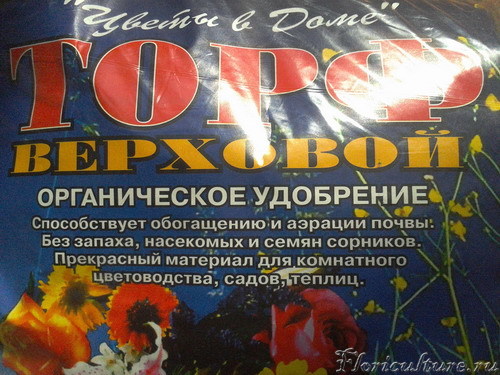 "Цветы в Доме"
ТОРФ
ВЕРХОВОЙ
ОРГАНИЧЕСКОЕ УДОБРЕНИЕ
Способствует обогащению и аэрации почвы.
Без запаха, насекомых и семян сорников.
Прекрасный материал для комнатного
цветоводства, садов, теплиц.
Floriculture.ru